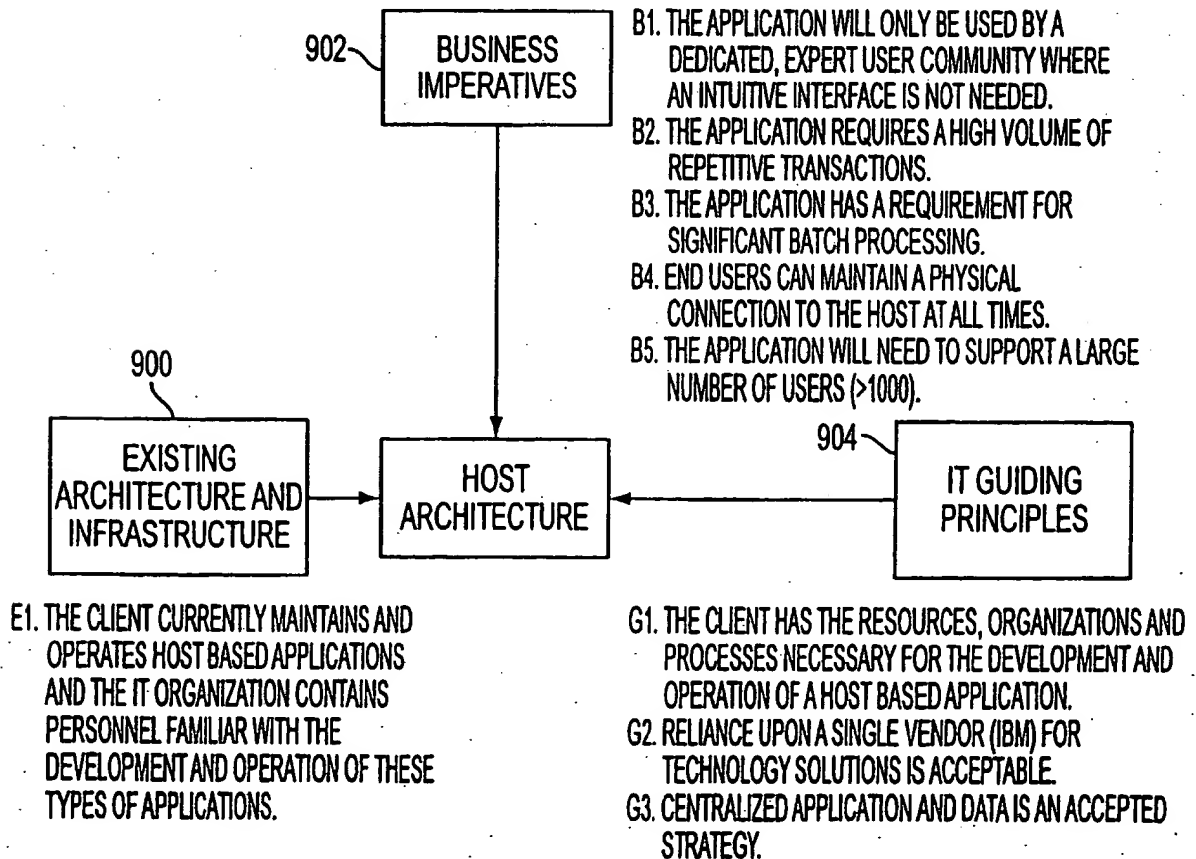 902
BUSINESS
IMPERATIVES
B1. THE APPLICATION WILL ONLY BE USED BY A
DEDICATED, EXPERT USER COMMUNITY WHERE
AN INTUITIVE INTERFACE IS NOT NEEDED.
B2. THE APPLICATION REQUIRES A HIGH VOLUME OF
REPETITIVE TRANSACTIONS.
B3. THE APPLICATION HAS A REQUIREMENT FOR
SIGNIFICANT BATCH PROCESSING.
B4. END USERS CAN MAINTAIN A PHYSICAL
CONNECTION TO THE HOST AT ALL TIMES.
B5. THE APPLICATION WILL NEED TO SUPPORT A LARGE
NUMBER OF USERS (>1000).
900
EXISTING
ARCHITECTURE AND
INFRASTRUCTURE
HOST
ARCHITECTURE
904
IT GUIDING
PRINCIPLES
E1. THE CLIENT CURRENTLY MAINTAINS AND
OPERATES HOST BASED APPLICATIONS
AND THE IT ORGANIZATION CONTAINS
PERSONNEL FAMILIAR WITH THE
DEVELOPMENT AND OPERATION OF THESE
TYPES OF APPLICATIONS.
G1. THE CLIENT HAS THE RESOURCES, ORGANIZATIONS AND
PROCESSES NECESSARY FOR THE DEVELOPMENT AND
OPERATION OF A HOST BASED APPLICATION.
G2. RELIANCE UPON A SINGLE VENDOR (IBM) FOR
TECHNOLOGY SOLUTIONS IS ACCEPTABLE.
G3. CENTRALIZED APPLICATION AND DATA IS AN ACCEPTED
STRATEGY.